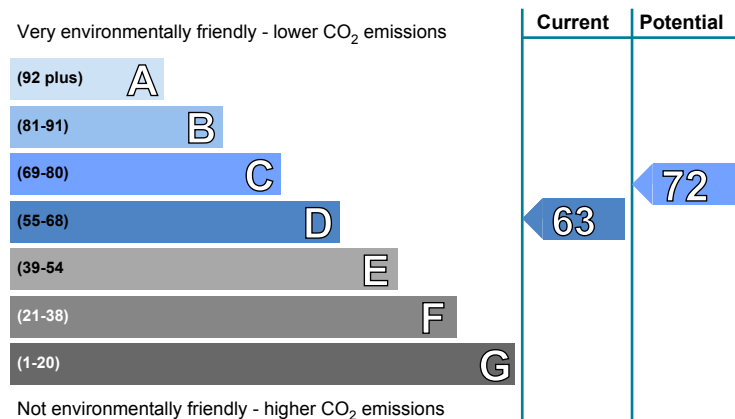 Very environmentally friendly - lower CO₂ emissions
Current
Potential
(92 plus) A
(81-91) B
(69-80) C
72
(55-68) D
63
(39-54 E
(21-38) F
(1-20) G
Not environmentally friendly - higher CO₂ emissions